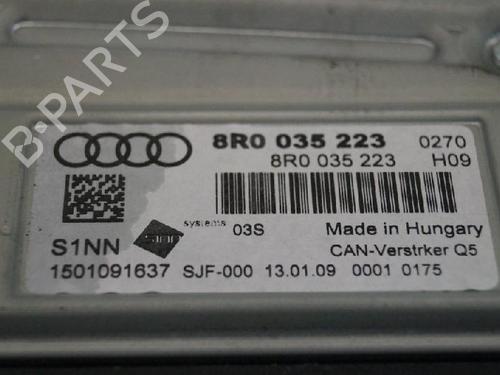 B-PARTS
8R0 035 223 0270
8R0 035 223 H09
systems 03S
Made in Hungary
S1NN
CAN-Verstrker Q5
1501091637 SJF-000 13.01.09 0001 0175